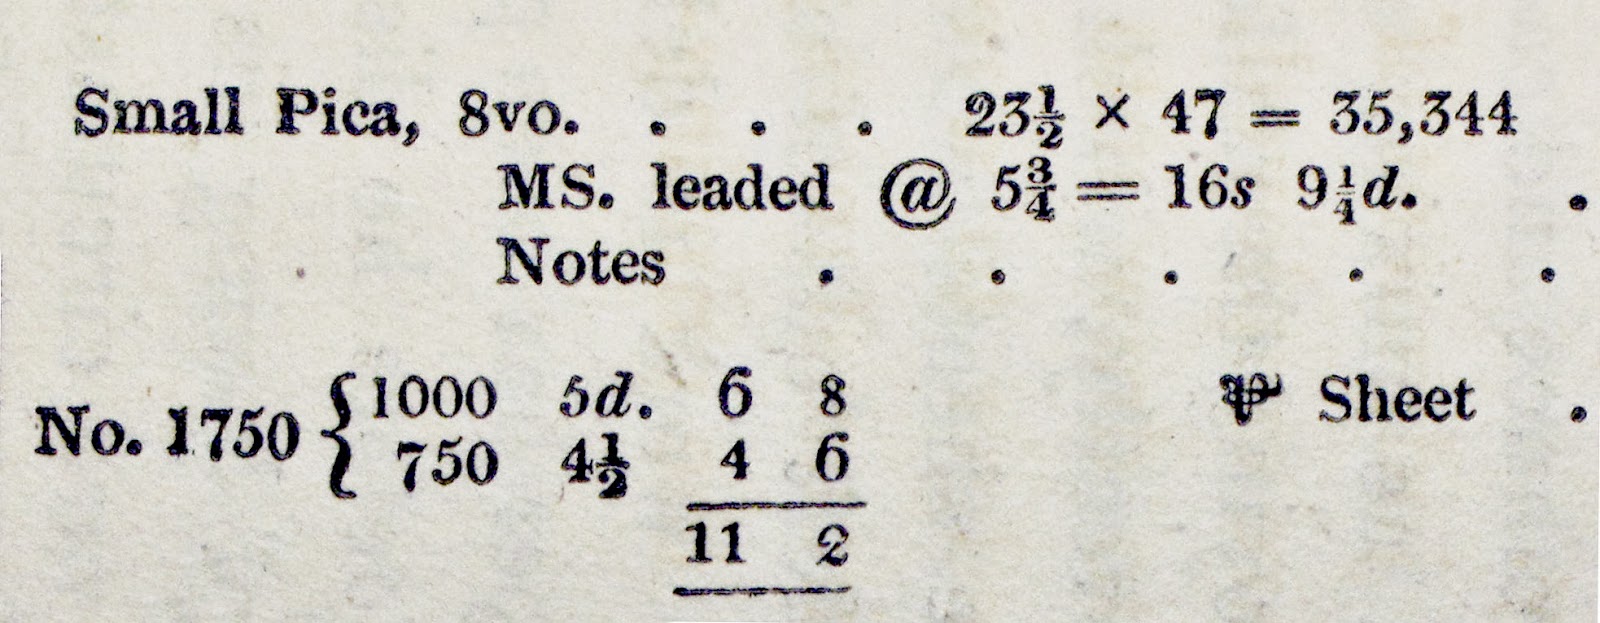 Small Pica, 8vo. . . . 23½ × 47 = 35,344
MS. leaded @ 5¾ = 16s 9¼d. .
Notes . . . . .
No. 1750 { 1000 5d. 6 8 ⅌ Sheet .
750 4½ 4 6
11 2